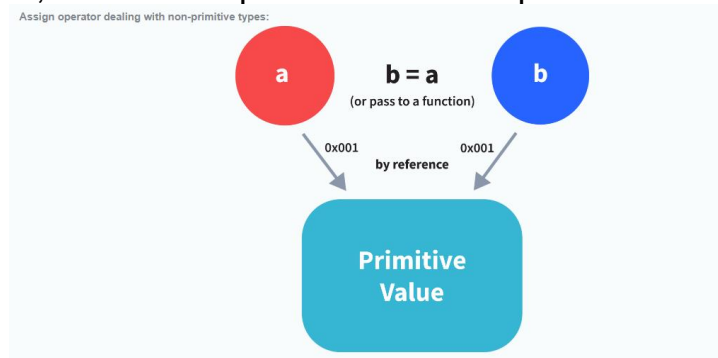 Assign operator dealing with non-primitive types:
a
b = a
b
(or pass to a function)
0x001
0x001
by reference
Primitive
Value